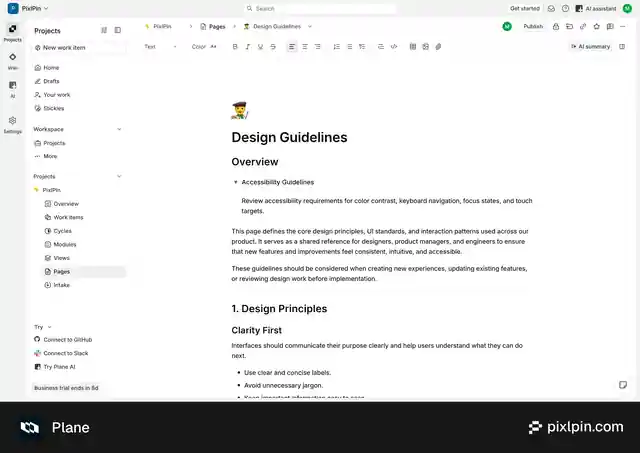 PixlPin
Search
Get started
AI assistant
M
Projects
Wiki
AI
Settings
Projects
New work item
Home
Drafts
Your work
Stickies
Workspace
Projects
More
Projects
PixlPin
Overview
Work items
Cycles
Modules
Views
Pages
Intake
Try
Connect to GitHub
Connect to Slack
Try Plane AI
Business trial ends in 8d
PixlPin > Pages > Design Guidelines
M
Publish
Text
Color Aa
B I U S
AI summary
Design Guidelines
Overview
Accessibility Guidelines
Review accessibility requirements for color contrast, keyboard navigation, focus states, and touch
targets.
This page defines the core design principles, UI standards, and interaction patterns used across our
product. It serves as a shared reference for designers, product managers, and engineers to ensure
that new features and improvements feel consistent, intuitive, and accessible.
These guidelines should be considered when creating new experiences, updating existing features,
or reviewing design work before implementation.
1. Design Principles
Clarity First
Interfaces should communicate their purpose clearly and help users understand what they can do
next.
• Use clear and concise labels.
• Avoid unnecessary jargon.
• Keep important information easy to scan.
Plane
pixlpin.com